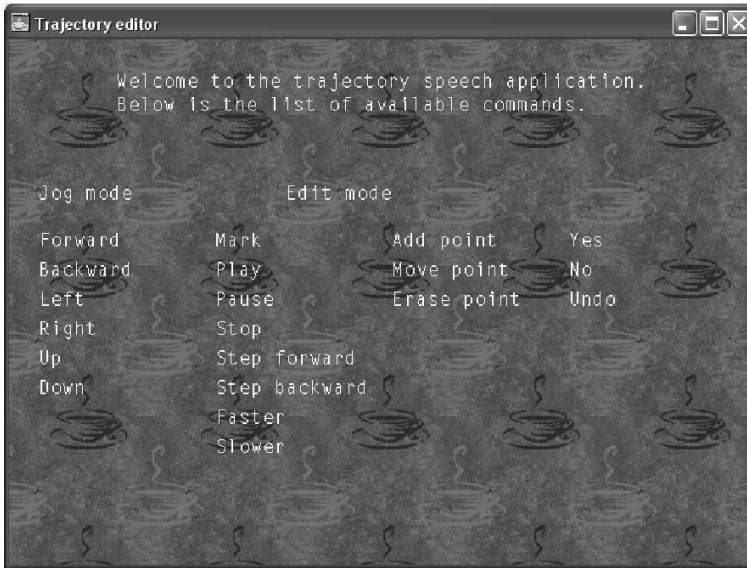 Trajectory editor
Welcome to the trajectory speech application.
Below is the list of available commands.
Jog mode Edit mode
Forward Mark Add point Yes
Backward Play Move point No
Left Pause Erase point Undo
Right Stop
Up Step forward
Down Step backward
Faster
Slower